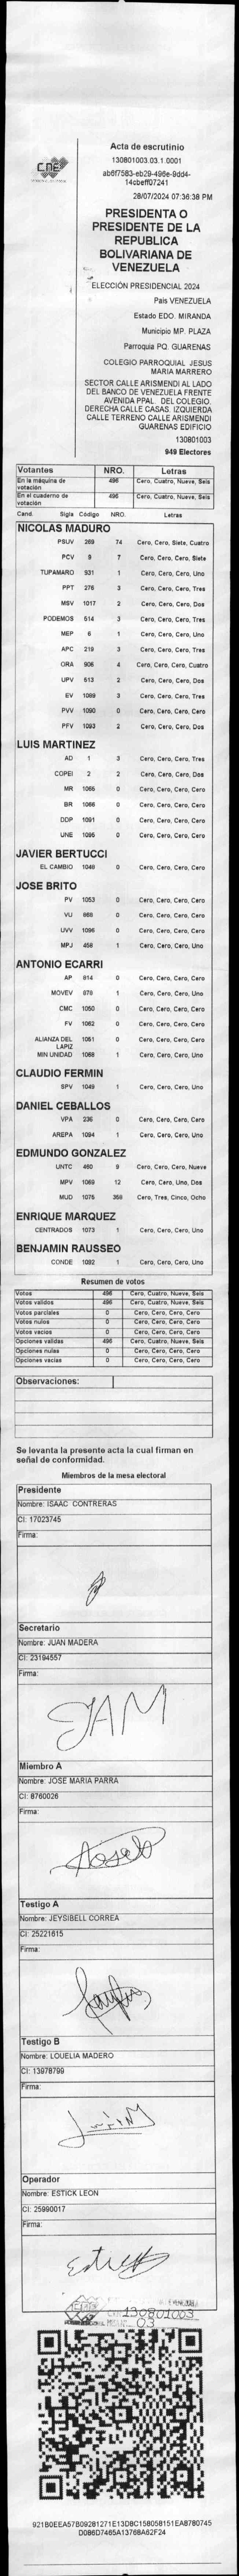 CNE
Acta de escrutinio
130801003.03.1.0001
ab6f7583-eb29-496e-9dd4-
14cbeff07241
28/07/2024 07:36:38 PM
PRESIDENTA O
PRESIDENTE DE LA
REPUBLICA
BOLIVARIANA DE
VENEZUELA
ELECCIÓN PRESIDENCIAL 2024
Pais VENEZUELA
Estado EDO. MIRANDA
Municipio MP. PLAZA
Parroquia PQ. GUARENAS
COLEGIO PARROQUIAL JESUS
MARIA MARRERO
SECTOR CALLE ARISMENDI AL LADO
DEL BANCO DE VENEZUELA FRENTE
AVENIDA PPAL. DEL COLEGIO.
DERECHA CALLE CASAS. IZQUIERDA
CALLE TERRENO CALLE ARISMENDI
GUARENAS EDIFICIO
130801003
949 Electores
Votantes NRO. Letras
En la máquina de votación 496 Cero, Cuatro, Nueve, Seis
En el cuaderno de votación 496 Cero, Cuatro, Nueve, Seis
Cand. Sigla Código NRO. Letras
NICOLAS MADURO
PSUV 269 74 Cero, Cero, Siete, Cuatro
PCV 8 7 Cero, Cero, Cero, Siete
TUPAMARO 931 1 Cero, Cero, Cero, Uno
PPT 276 3 Cero, Cero, Cero, Tres
MSV 1017 2 Cero, Cero, Cero, Dos
PODEMOS 514 3 Cero, Cero, Cero, Tres
MEP 6 1 Cero, Cero, Cero, Uno
APC 219 3 Cero, Cero, Cero, Tres
ORA 906 4 Cero, Cero, Cero, Cuatro
UPV 513 2 Cero, Cero, Cero, Dos
EV 1089 3 Cero, Cero, Cero, Tres
PVV 1090 0 Cero, Cero, Cero, Cero
PFV 1093 2 Cero, Cero, Cero, Dos
LUIS MARTINEZ
AD 1 3 Cero, Cero, Cero, Tres
COPEI 2 2 Cero, Cero, Cero, Dos
MR 1065 0 Cero, Cero, Cero, Cero
BR 1066 0 Cero, Cero, Cero, Cero
DDP 1091 0 Cero, Cero, Cero, Cero
UNE 1095 0 Cero, Cero, Cero, Cero
JAVIER BERTUCCI
EL CAMBIO 1048 0 Cero, Cero, Cero, Cero
JOSE BRITO
PV 1053 0 Cero, Cero, Cero, Cero
VU 868 0 Cero, Cero, Cero, Cero
UVV 1096 0 Cero, Cero, Cero, Cero
MPJ 458 1 Cero, Cero, Cero, Uno
ANTONIO ECARRI
AP 814 0 Cero, Cero, Cero, Cero
MOVEV 878 1 Cero, Cero, Cero, Uno
CMC 1050 0 Cero, Cero, Cero, Cero
FV 1062 0 Cero, Cero, Cero, Cero
ALIANZA DEL LAPIZ 1051 0 Cero, Cero, Cero, Cero
MIN UNIDAD 1068 1 Cero, Cero, Cero, Uno
CLAUDIO FERMIN
SPV 1049 1 Cero, Cero, Cero, Uno
DANIEL CEBALLOS
VPA 236 0 Cero, Cero, Cero, Cero
AREPA 1094 1 Cero, Cero, Cero, Uno
EDMUNDO GONZALEZ
UNTC 460 9 Cero, Cero, Cero, Nueve
MPV 1069 12 Cero, Cero, Uno, Dos
MUD 1076 358 Cero, Tres, Cinco, Ocho
ENRIQUE MARQUEZ
CENTRADOS 1073 1 Cero, Cero, Cero, Uno
BENJAMIN RAUSSEO
CONDE 1092 1 Cero, Cero, Cero, Uno
Resumen de votos
Votos 496 Cero, Cuatro, Nueve, Seis
Votos validos 496 Cero, Cuatro, Nueve, Seis
Votos parciales 0 Cero, Cero, Cero, Cero
Votos nulos 0 Cero, Cero, Cero, Cero
Votos vacios 0 Cero, Cero, Cero, Cero
Opciones validas 496 Cero, Cuatro, Nueve, Seis
Opciones nulas 0 Cero, Cero, Cero, Cero
Opciones vacias 0 Cero, Cero, Cero, Cero
Observaciones:
Se levanta la presente acta la cual firman en
señal de conformidad.
Miembros de la mesa electoral
Presidente
Nombre: ISAAC CONTRERAS
CI: 17023745
Firma:
Secretario
Nombre: JUAN MADERA
CI: 23194557
Firma:
JAM
Miembro A
Nombre: JOSE MARIA PARRA
CI: 8760026
Firma:
Testigo A
Nombre: JEYSIBELL CORREA
CI: 25221615
Firma:
Testigo B
Nombre: LOUELIA MADERO
CI: 13978799
Firma:
Operador
Nombre: ESTICK LEON
CI: 25990017
Firma:
130801003
03
921B0EEA57B09281271E13D8C158058151EA8780745
D086D7465A13768A62F24